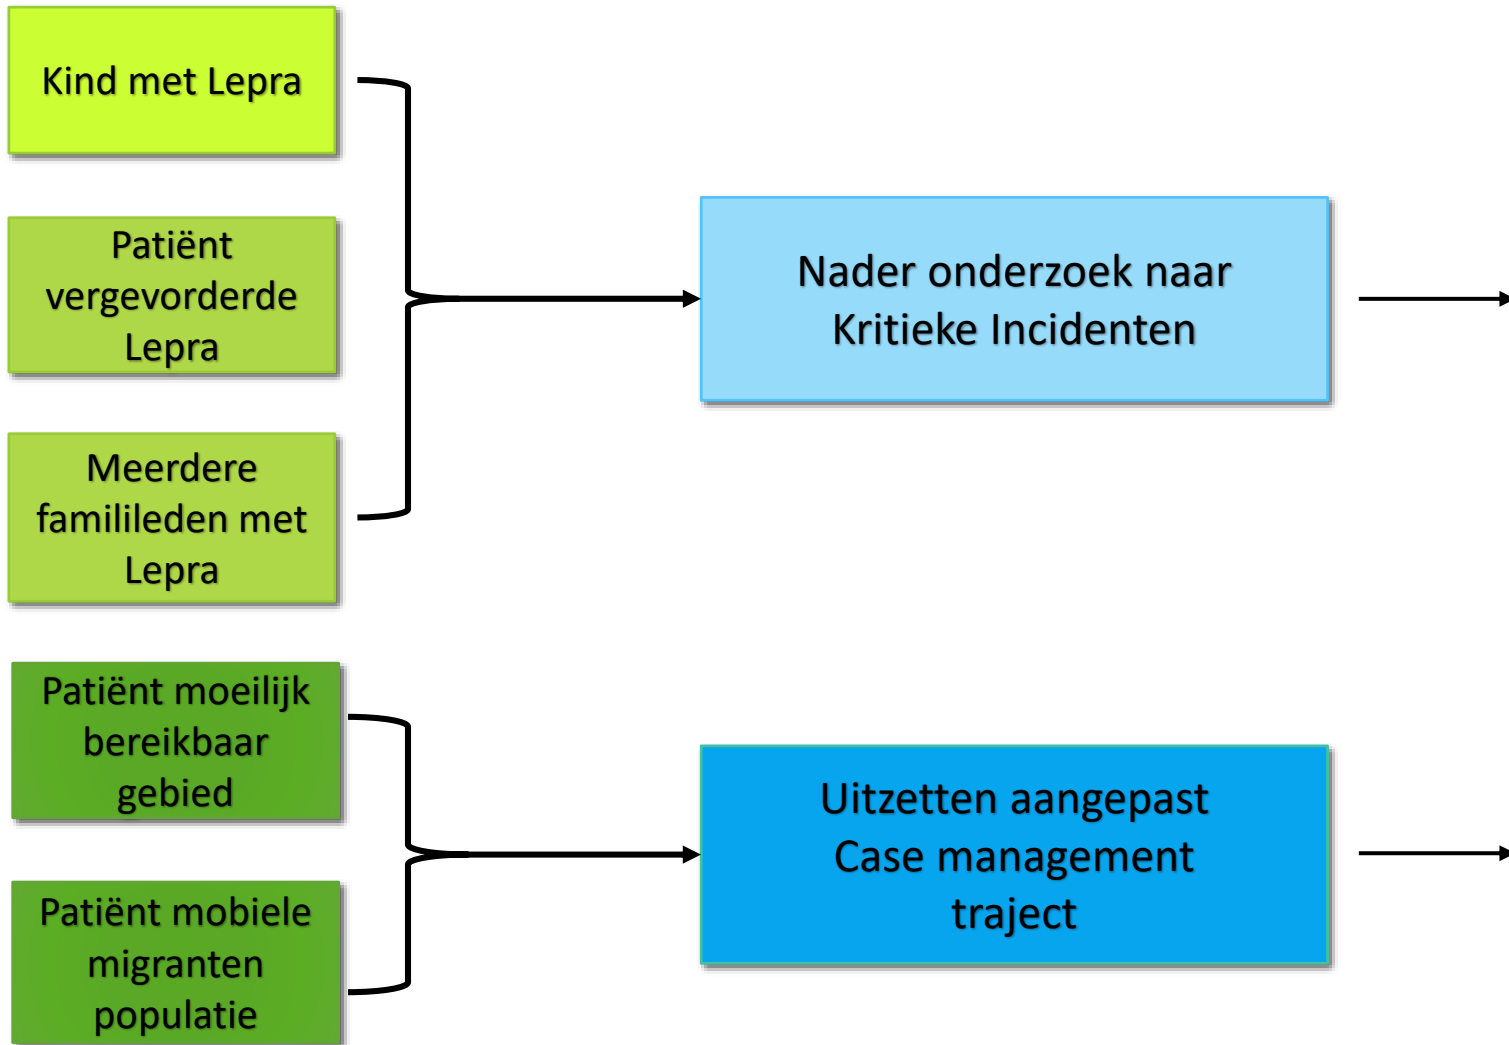 Kind met Lepra
Patiënt
vergevorderde
Lepra
Meerdere
familileden met
Lepra
Nader onderzoek naar
Kritieke Incidenten
Patiënt moeilijk
bereikbaar
gebied
Patiënt mobiele
migranten
populatie
Uitzetten aangepast
Case management
traject